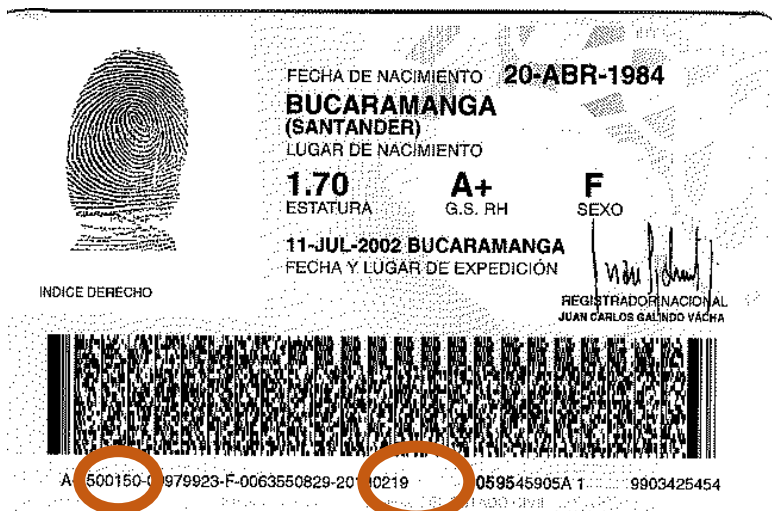 FECHA DE NACIMIENTO 20-ABR-1984
BUCARAMANGA
(SANTANDER)
LUGAR DE NACIMIENTO
1.70 A+ F
ESTATURA G.S. RH SEXO
11-JUL-2002 BUCARAMANGA
FECHA Y LUGAR DE EXPEDICIÓN
INDICE DERECHO
REGISTRADOR NACIONAL
JUAN CARLOS GALINDO VÁCHA
A- 500150- 979923-F-0063550829-20 0219 059545905A 1 9903425454